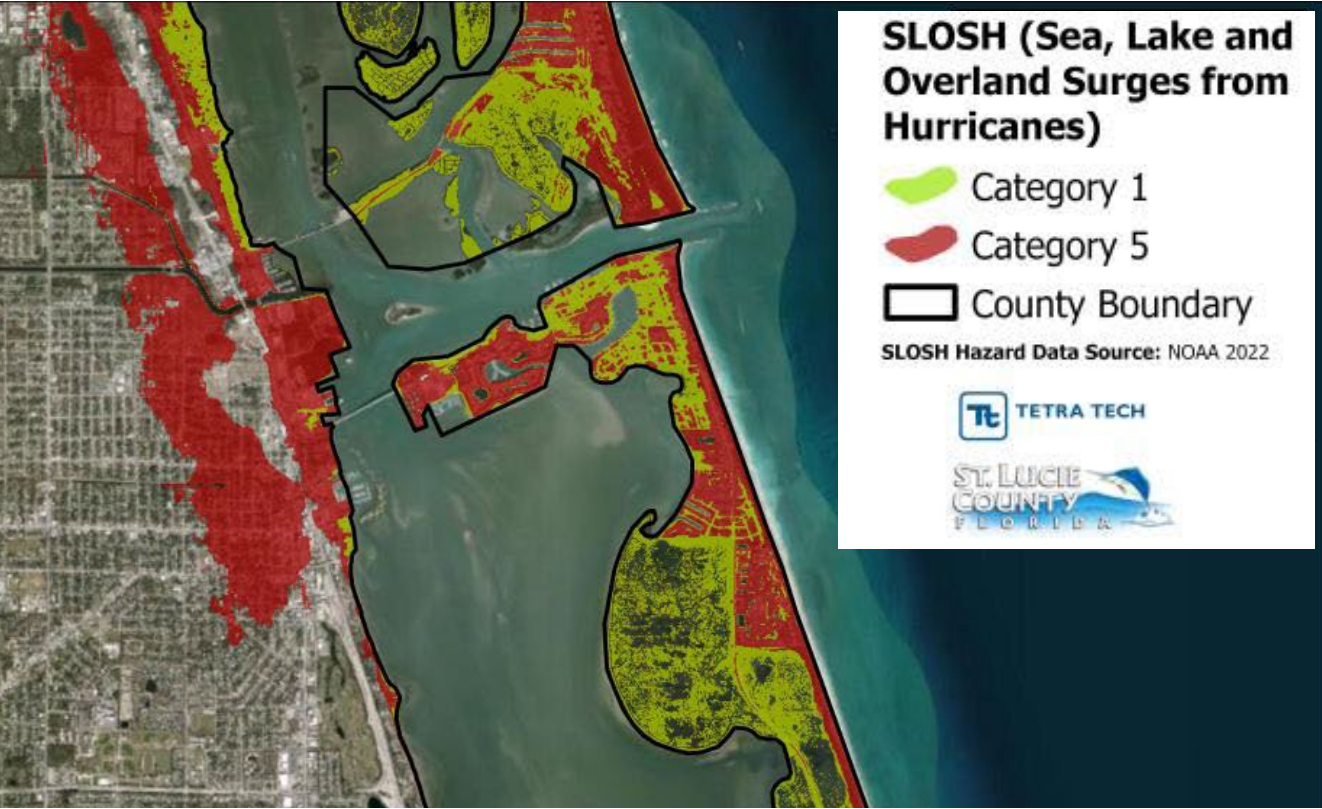 SLOSH (Sea, Lake and
Overland Surges from
Hurricanes)
Category 1
Category 5
County Boundary
SLOSH Hazard Data Source: NOAA 2022
Tt TETRA TECH
ST. LUCIE
COUNTY
FLORIDA